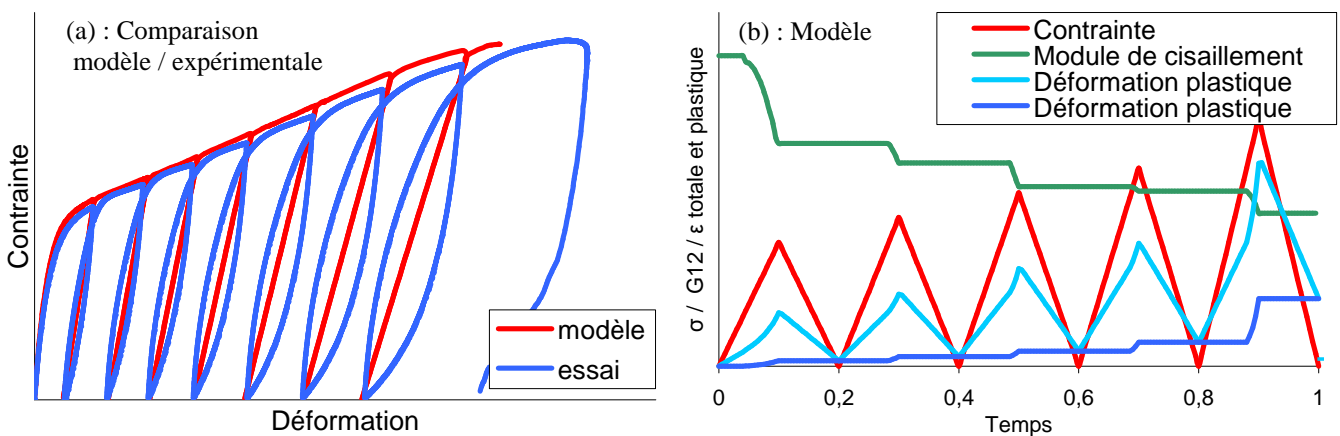 (a) : Comparaison
modèle / expérimentale
Contrainte
Déformation
modèle
essai
(b) : Modèle
Contrainte
Module de cisaillement
Déformation plastique
Déformation plastique
σ / G12 / ε totale et plastique
0
0,2
0,4
0,6
0,8
1
Temps